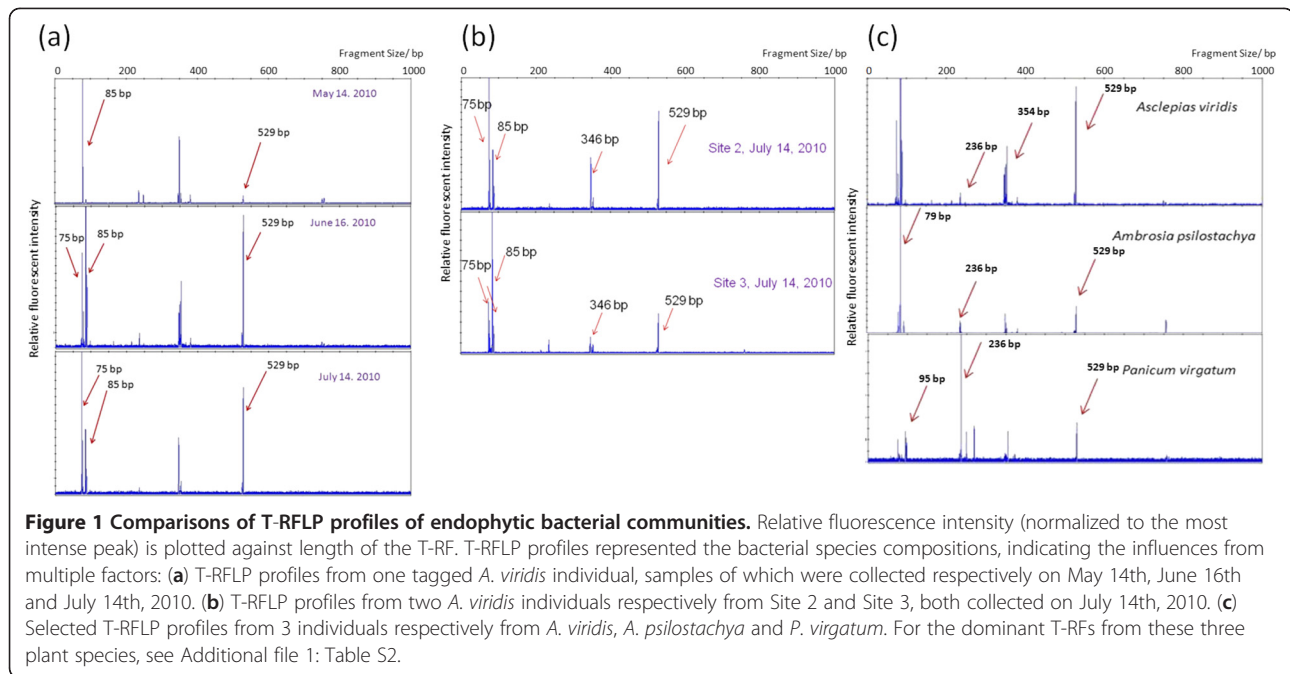 (a)
Fragment Size/ bp
0 200 400 600 800 1000
Relative fluorescent intensity
May 14. 2010
85 bp
529 bp
June 16. 2010
75 bp
85 bp
529 bp
July 14. 2010
75 bp
85 bp
529 bp
(b)
Fragment Size/ bp
0 200 400 600 800 1000
Relative fluorescent intensity
75 bp
85 bp
346 bp
529 bp
Site 2, July 14, 2010
75 bp
85 bp
346 bp
529 bp
Site 3, July 14, 2010
(c)
Fragment Size/ bp
0 200 400 600 800 1000
Relative fluorescent intensity
529 bp
354 bp
236 bp
Asclepias viridis
79 bp
236 bp
529 bp
Ambrosia psilostachya
236 bp
95 bp
529 bp
Panicum virgatum
Figure 1 Comparisons of T-RFLP profiles of endophytic bacterial communities. Relative fluorescence intensity (normalized to the most
intense peak) is plotted against length of the T-RF. T-RFLP profiles represented the bacterial species compositions, indicating the influences from
multiple factors: (a) T-RFLP profiles from one tagged A. viridis individual, samples of which were collected respectively on May 14th, June 16th
and July 14th, 2010. (b) T-RFLP profiles from two A. viridis individuals respectively from Site 2 and Site 3, both collected on July 14th, 2010. (c)
Selected T-RFLP profiles from 3 individuals respectively from A. viridis, A. psilostachya and P. virgatum. For the dominant T-RFs from these three
plant species, see Additional file 1: Table S2.